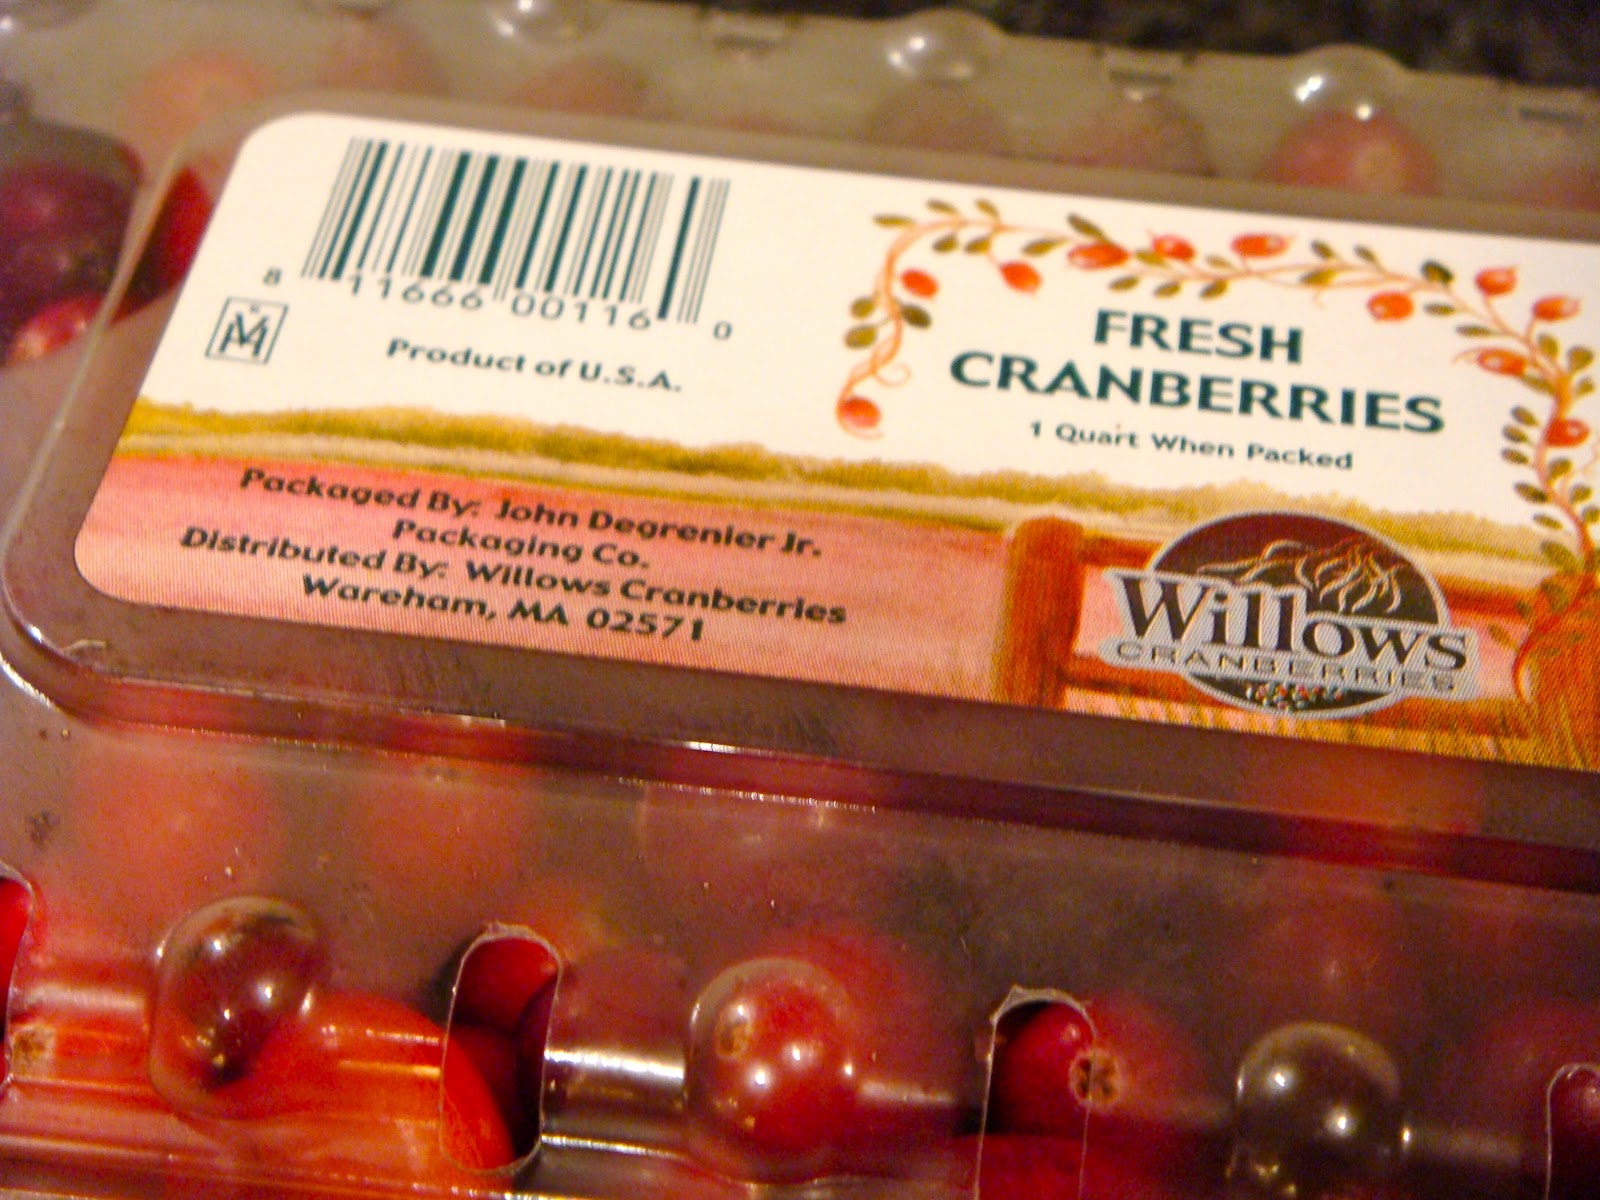 8 11666 00116 0
VM
Product of U.S.A.
FRESH
CRANBERRIES
1 Quart When Packed
Packaged By: John Degrenier Jr.
Packaging Co.
Distributed By: Willows Cranberries
Wareham, MA 02571
Willows
CRANBERRIES